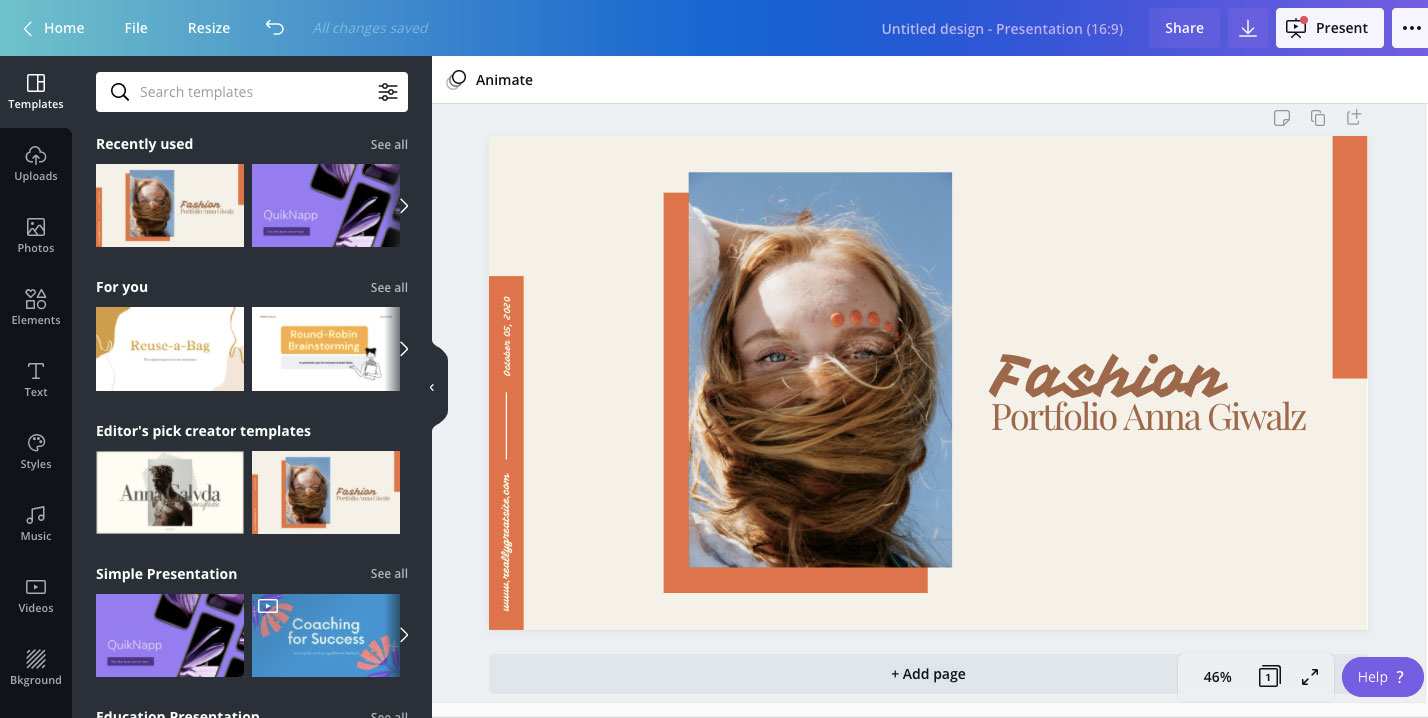 Home File Resize All changes saved Untitled design - Presentation (16:9) Share Present
Templates
Uploads
Photos
Elements
Text
Styles
Music
Videos
Bkground
Search templates
Recently used See all
Fashion
Portfolio Anna Giwalz
QuikNapp
For you See all
Reuse-a-Bag
Round-Robin
Brainstorming
Editor's pick creator templates
Anna Galvda
portfolio
Fashion
Portfolio Anna Giwalz
Simple Presentation See all
QuikNapp
Coaching
for Success
Education Presentation See all
Animate
October 05, 2020
www.reallygreatsite.com
Fashion
Portfolio Anna Giwalz
+ Add page
46% 1 Help ?